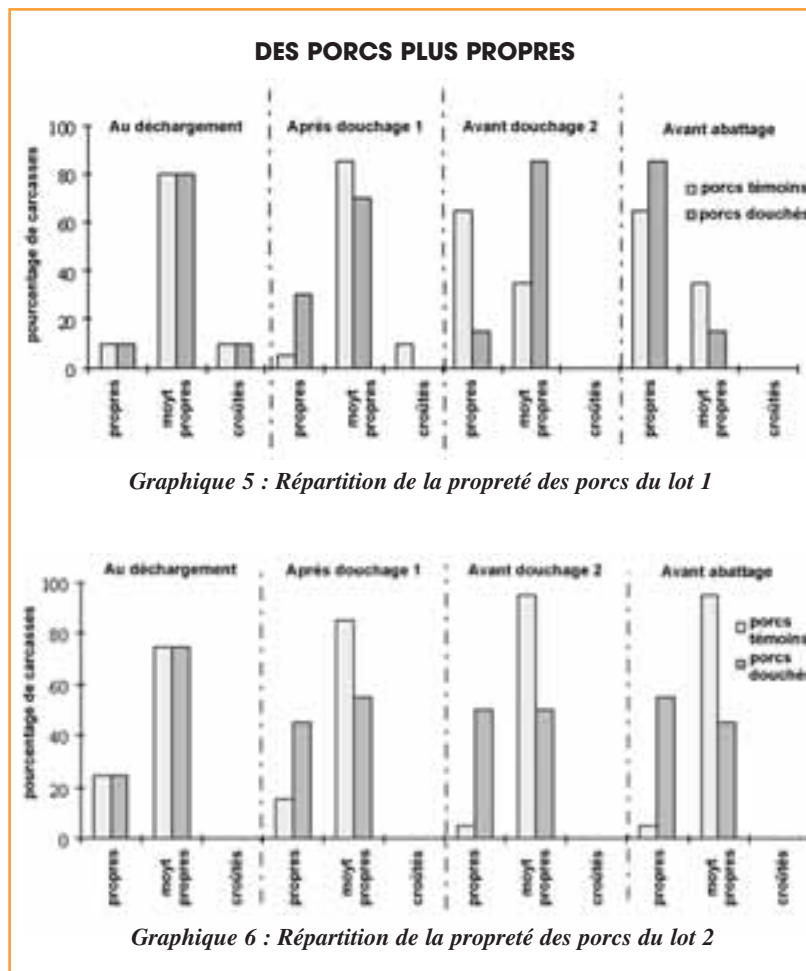 DES PORCS PLUS PROPRES
Au déchargement Après douchage 1 Avant douchage 2 Avant abattage
100
80
60
40
20
0
pourcentage de carcasses
porcs témoins
porcs douchés
propres moyt propres croûtés propres moyt propres croûtés propres moyt propres croûtés propres moyt propres croûtés
Graphique 5 : Répartition de la propreté des porcs du lot 1
Au déchargement Après douchage 1 Avant douchage 2 Avant abattage
100
80
60
40
20
0
pourcentage de carcasses
porcs
témoins
porcs
douchés
propres moyt propres croûtés propres moyt propres croûtés propres moyt propres croûtés propres moyt propres croûtés
Graphique 6 : Répartition de la propreté des porcs du lot 2